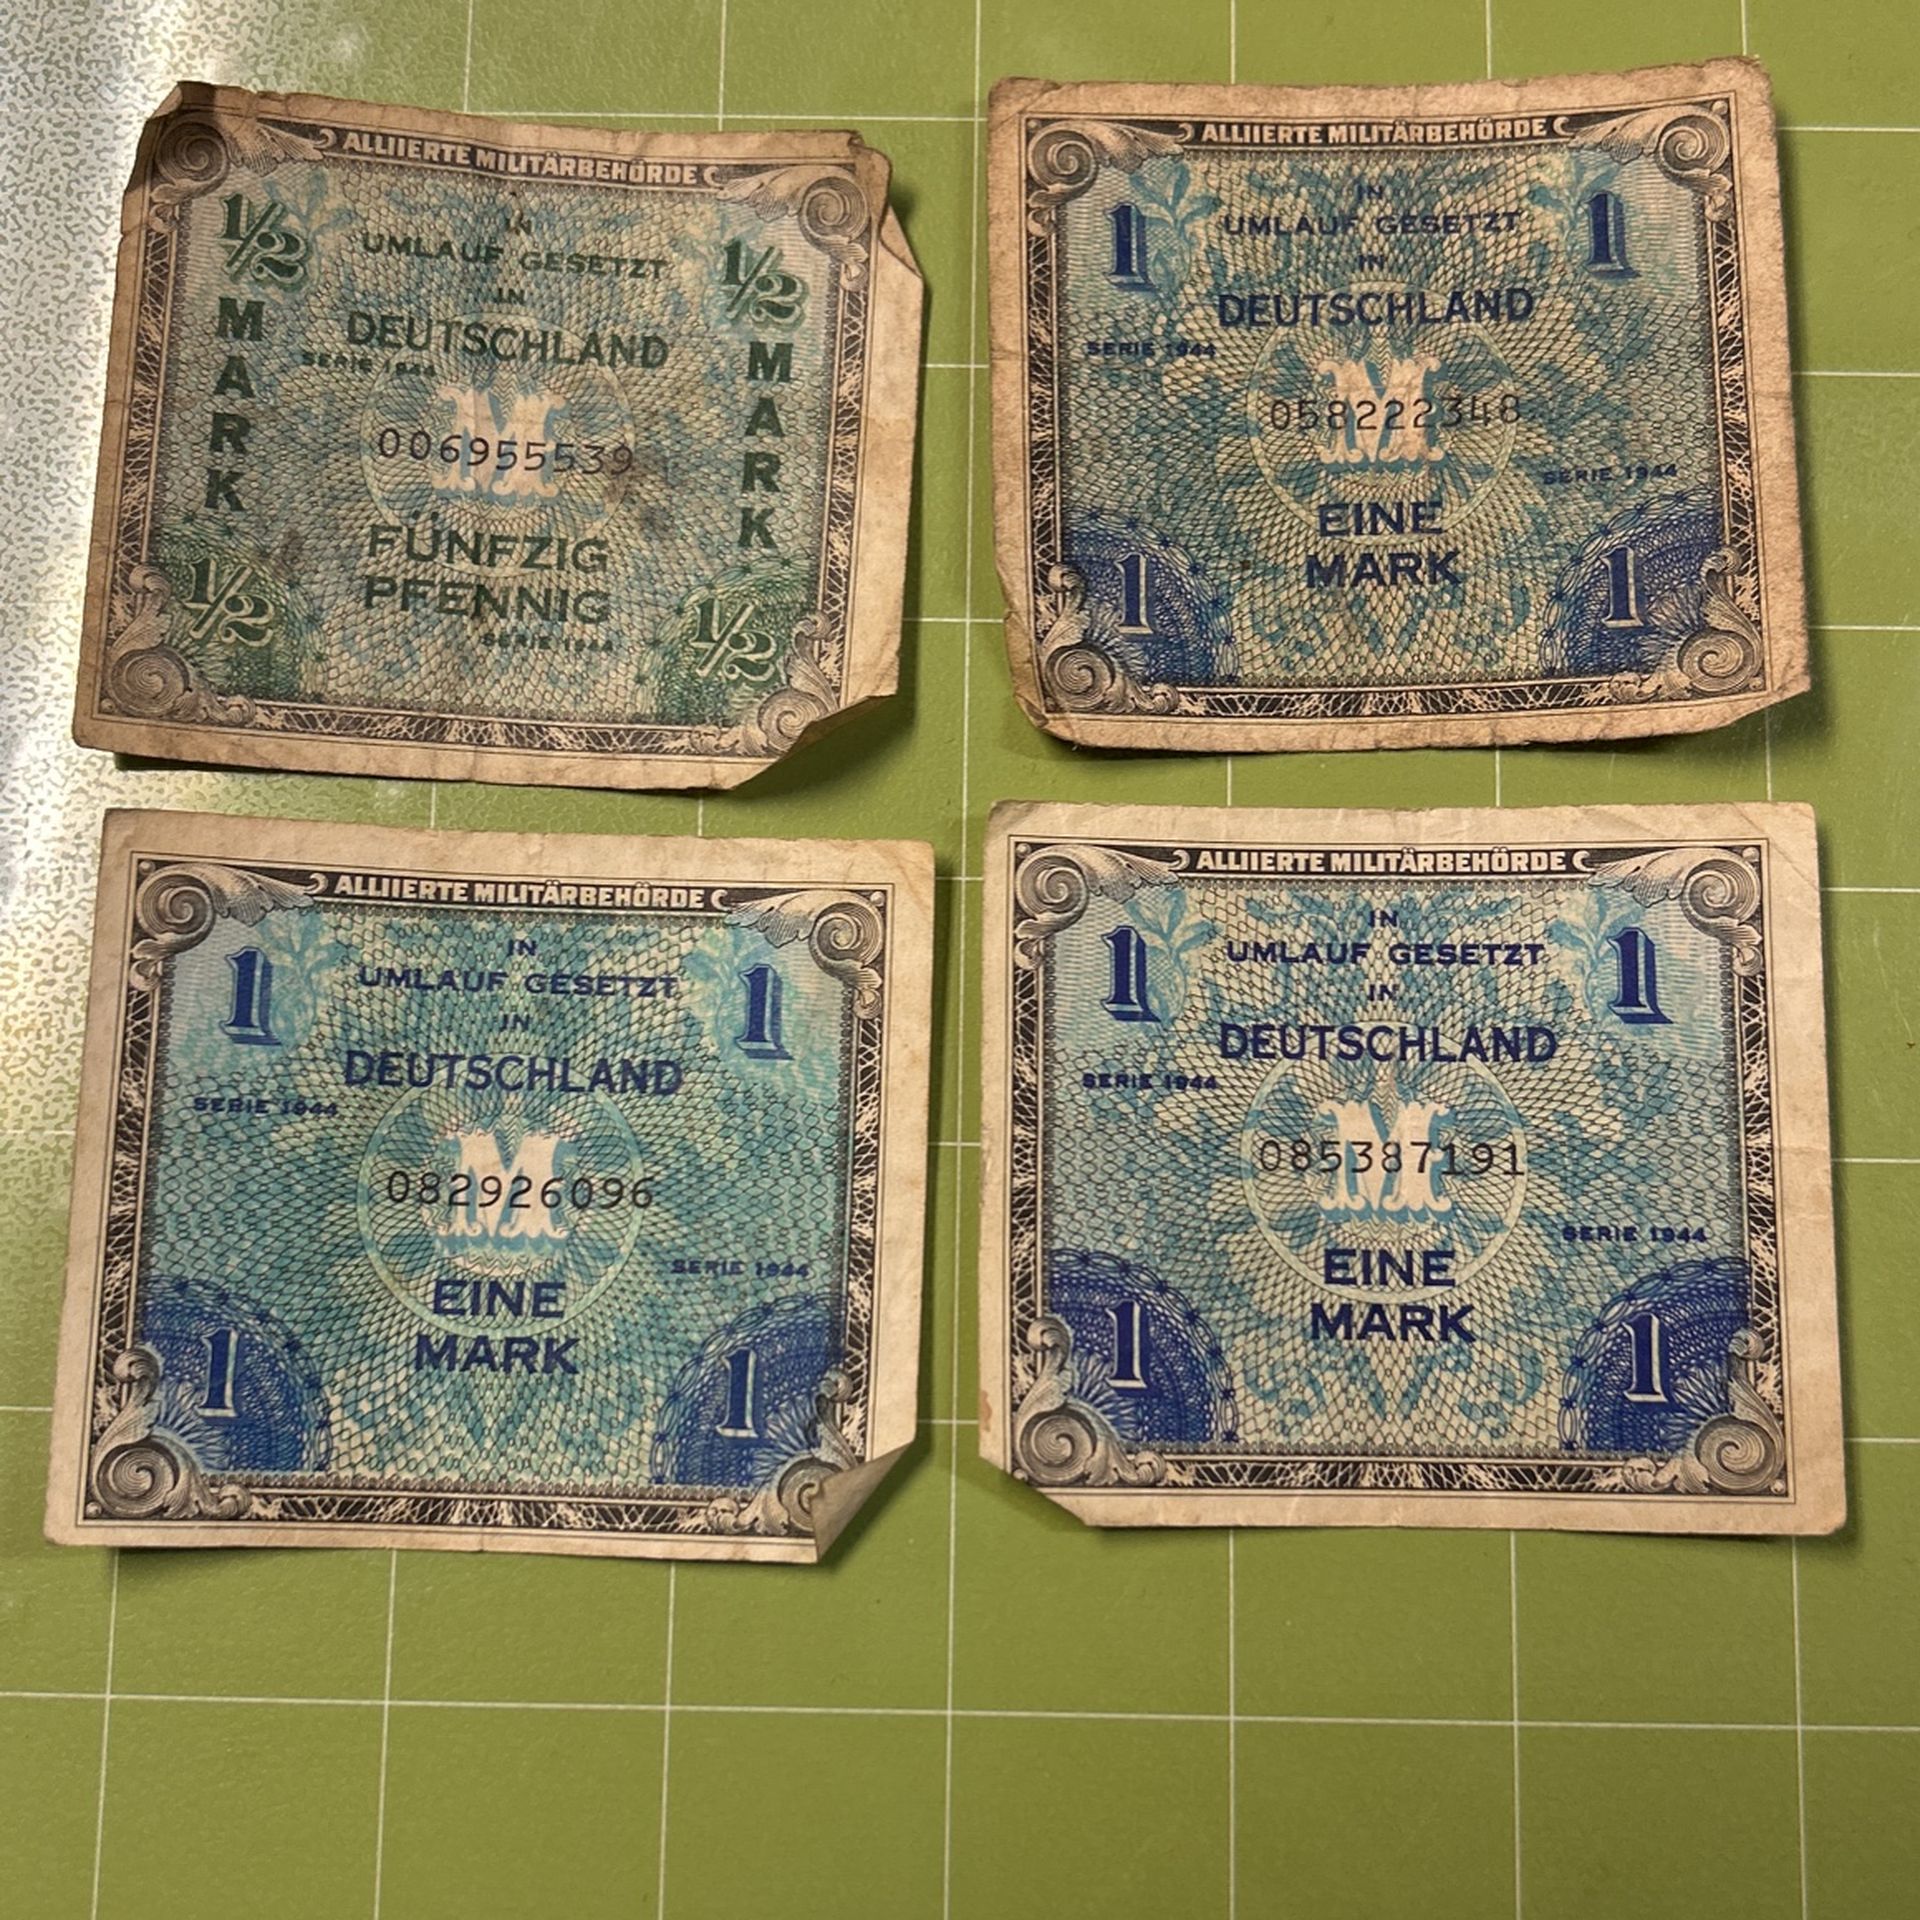 ALLIIERTE MILITÄRBEHÖRDE
1/2 1/2
IN
UMLAUF GESETZT
IN
DEUTSCHLAND
MARK MARK
SERIE 1944
M
006955539
FÜNFZIG
PFENNIG
1/2 1/2
SERIE 1944
ALLIIERTE MILITÄRBEHÖRDE
1 1
IN
UMLAUF GESETZT
IN
DEUTSCHLAND
SERIE 1944
M
058222348
SERIE 1944
EINE
MARK
1 1
ALLIIERTE MILITÄRBEHÖRDE
1 1
IN
UMLAUF GESETZT
IN
DEUTSCHLAND
SERIE 1944
M
082926096
SERIE 1944
EINE
MARK
1 1
ALLIIERTE MILITÄRBEHÖRDE
1 1
IN
UMLAUF GESETZT
IN
DEUTSCHLAND
SERIE 1944
M
085387191
SERIE 1944
EINE
MARK
1 1